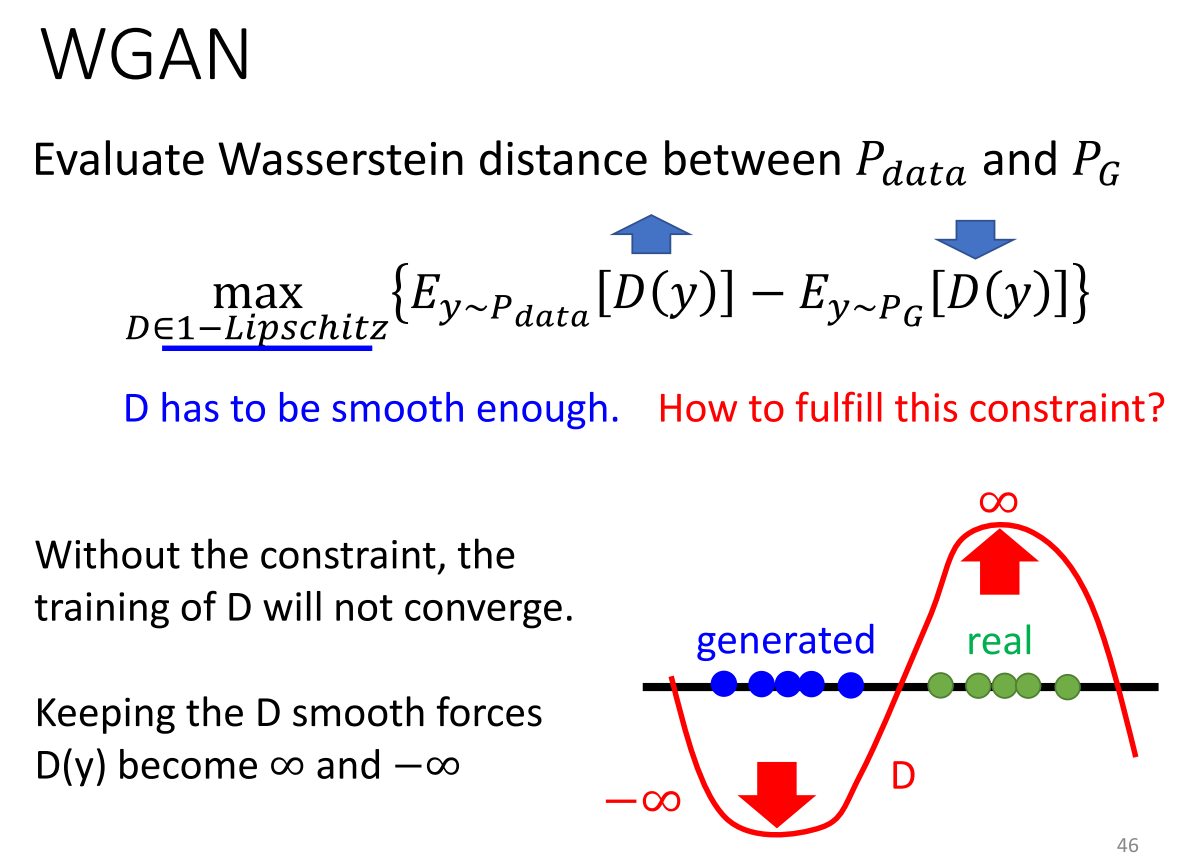 WGAN
Evaluate Wasserstein distance between $P_{data}$ and $P_G$
$\max_{D \in 1-Lipschitz} \{ E_{y \sim P_{data}}[D(y)] - E_{y \sim P_G}[D(y)] \}$
D has to be smooth enough. How to fulfill this constraint?
Without the constraint, the
training of D will not converge.
Keeping the D smooth forces
D(y) become ∞ and −∞
∞
generated
real
D
−∞
46